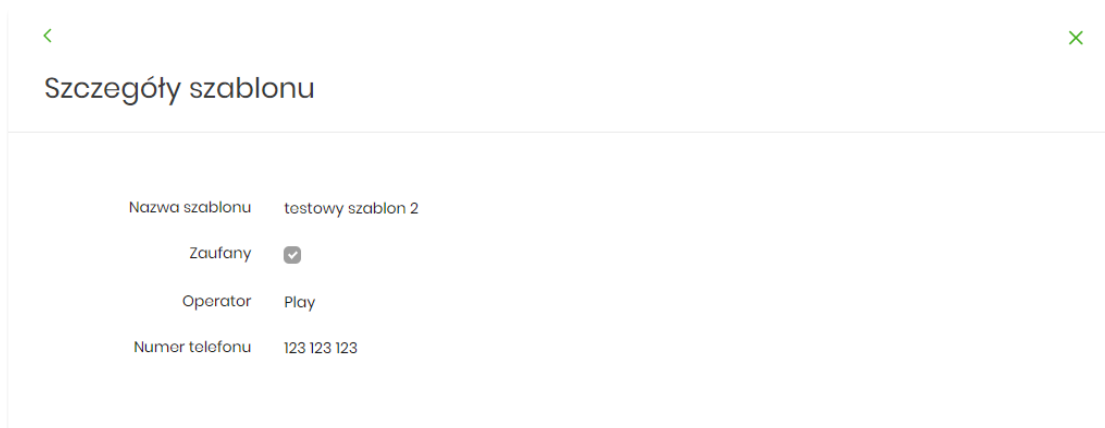 Szczegóły szablonu
Nazwa szablonu testowy szablon 2
Zaufany
Operator Play
Numer telefonu 123 123 123